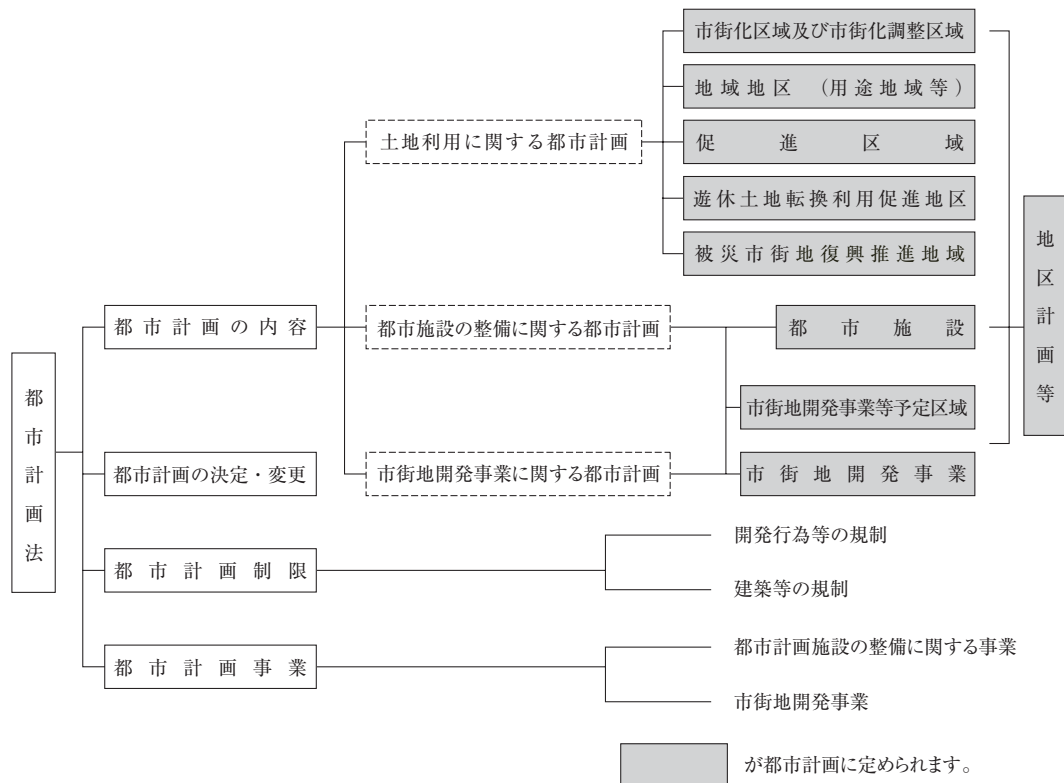 都市計画法
都市計画の内容
土地利用に関する都市計画
市街化区域及び市街化調整区域
地域地区（用途地域等）
促進区域
遊休土地転換利用促進地区
被災市街地復興推進地域
都市施設の整備に関する都市計画
都市施設
市街地開発事業等予定区域
市街地開発事業に関する都市計画
市街地開発事業
地区計画等
都市計画の決定・変更
都市計画制限
開発行為等の規制
建築等の規制
都市計画事業
都市計画施設の整備に関する事業
市街地開発事業
が都市計画に定められます。